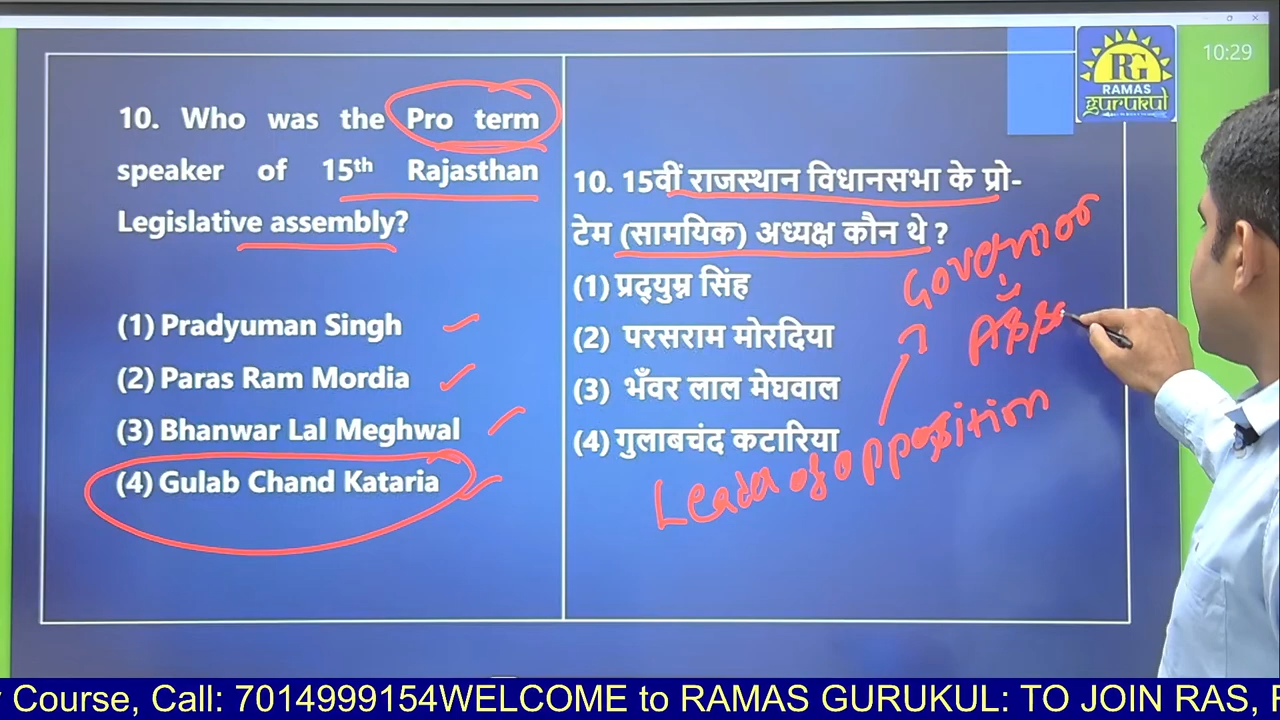 10:29
RG
RAMAS
gurukul
10. Who was the Pro term
speaker of 15th Rajasthan
Legislative assembly?
(1) Pradyuman Singh
(2) Paras Ram Mordia
(3) Bhanwar Lal Meghwal
(4) Gulab Chand Kataria
10. 15वीं राजस्थान विधानसभा के प्रो-
टेम (सामयिक) अध्यक्ष कौन थे ?
(1) प्रद्युम्न सिंह
(2) परसराम मोरदिया
(3) भँवर लाल मेघवाल
(4) गुलाबचंद कटारिया
Governor
Leader of opposition
Course, Call: 7014999154WELCOME to RAMAS GURUKUL: TO JOIN RAS,